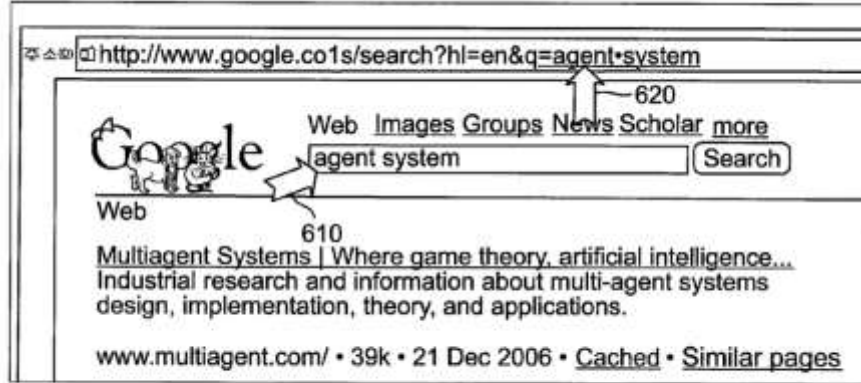 주소(D) http://www.google.co1s/search?hl=en&q=agent•system
620
Web Images Groups News Scholar more
Google
agent system Search
610
Web
Multiagent Systems | Where game theory, artificial intelligence...
Industrial research and information about multi-agent systems
design, implementation, theory, and applications.
www.multiagent.com/ • 39k • 21 Dec 2006 • Cached • Similar pages